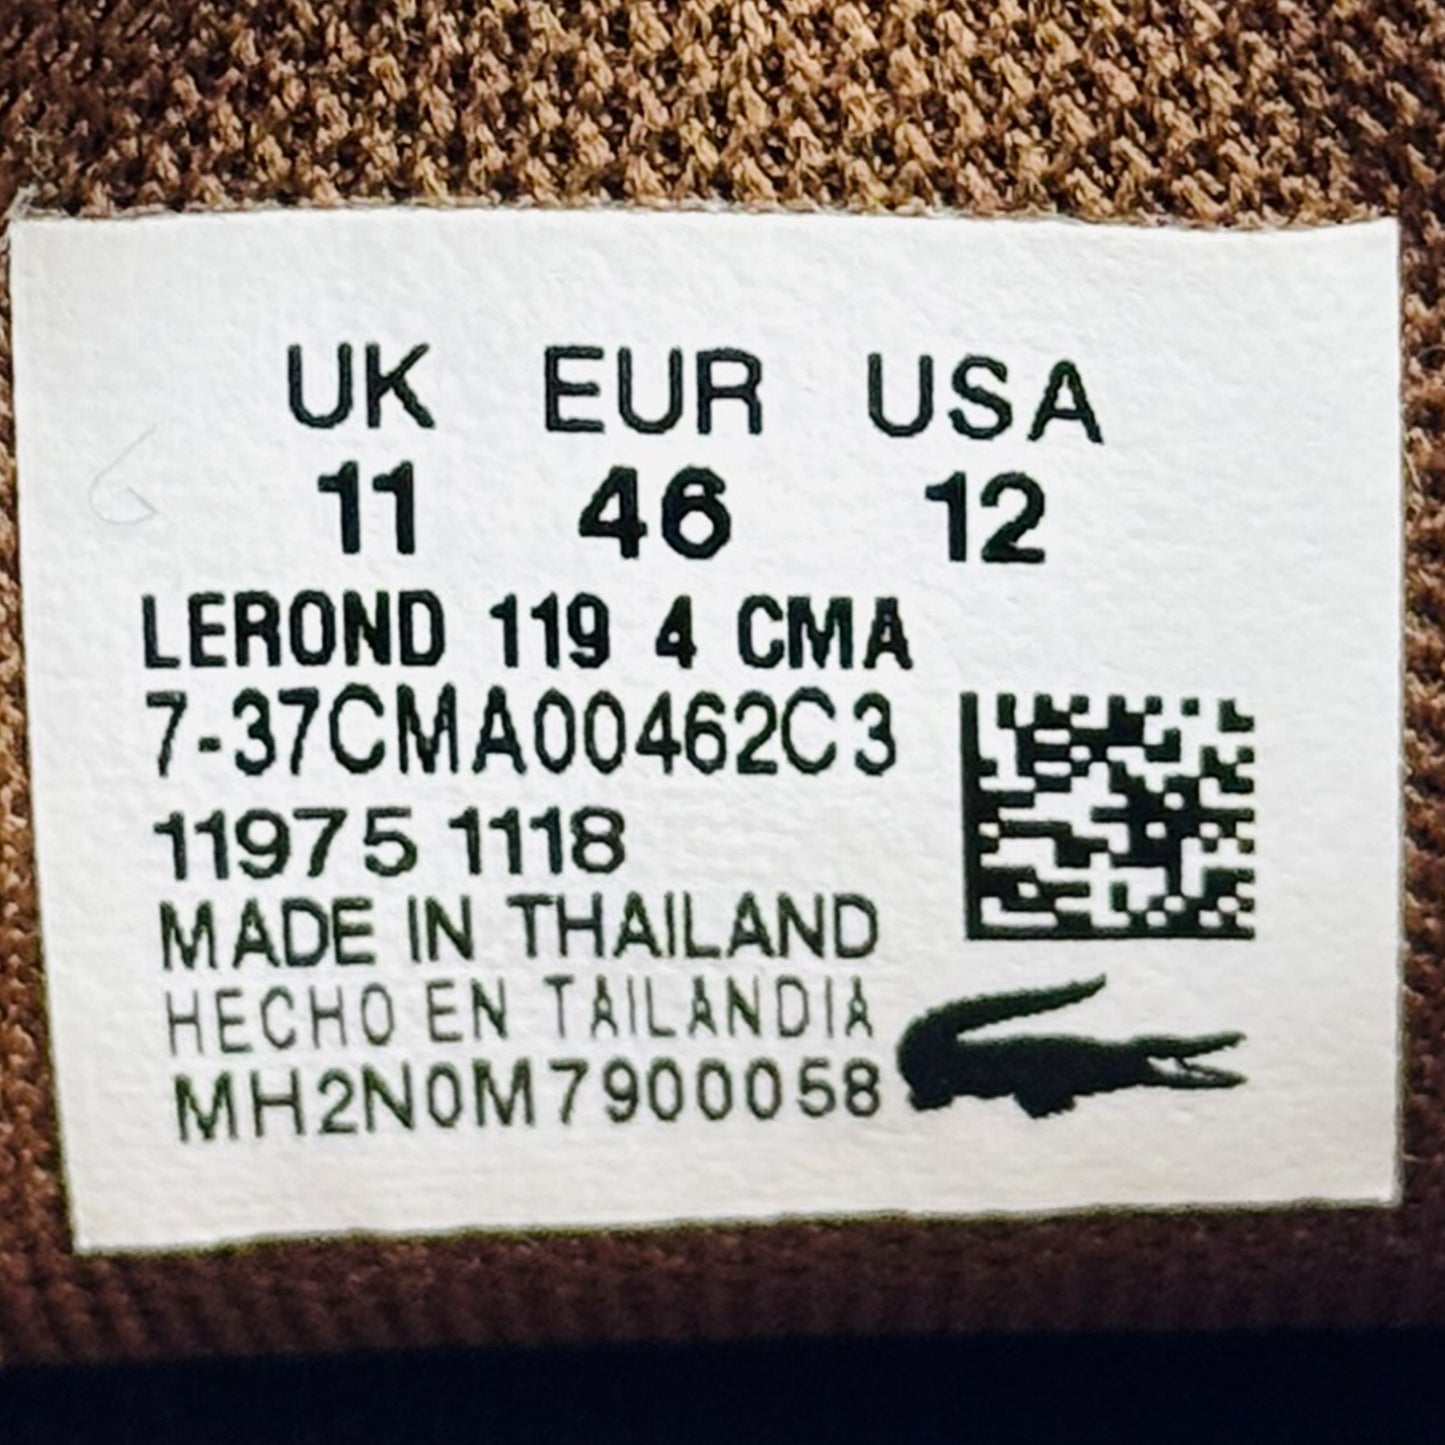 UK EUR USA
11 46 12
LEROND 119 4 CMA
7-37CMA00462C3
11975 1118
MADE IN THAILAND
HECHO EN TAILANDIA
MH2N0M7900058